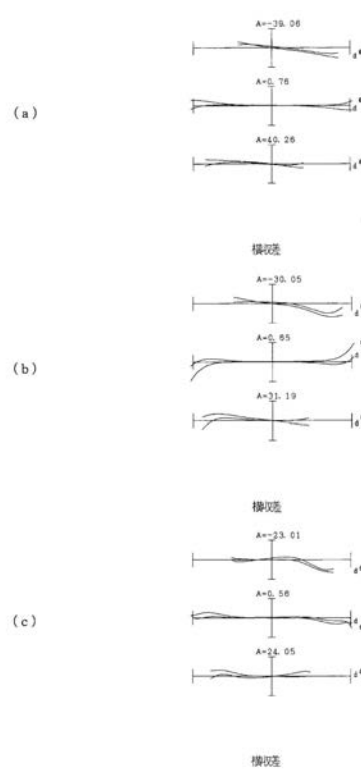 A=-39.06
d
(a)
A=0.76
d
A=40.26
d
横収差
A=-30.05
d
(b)
A=0.65
d
A=31.19
d
横収差
A=-23.01
d
(c)
A=0.56
d
A=24.05
d
横収差